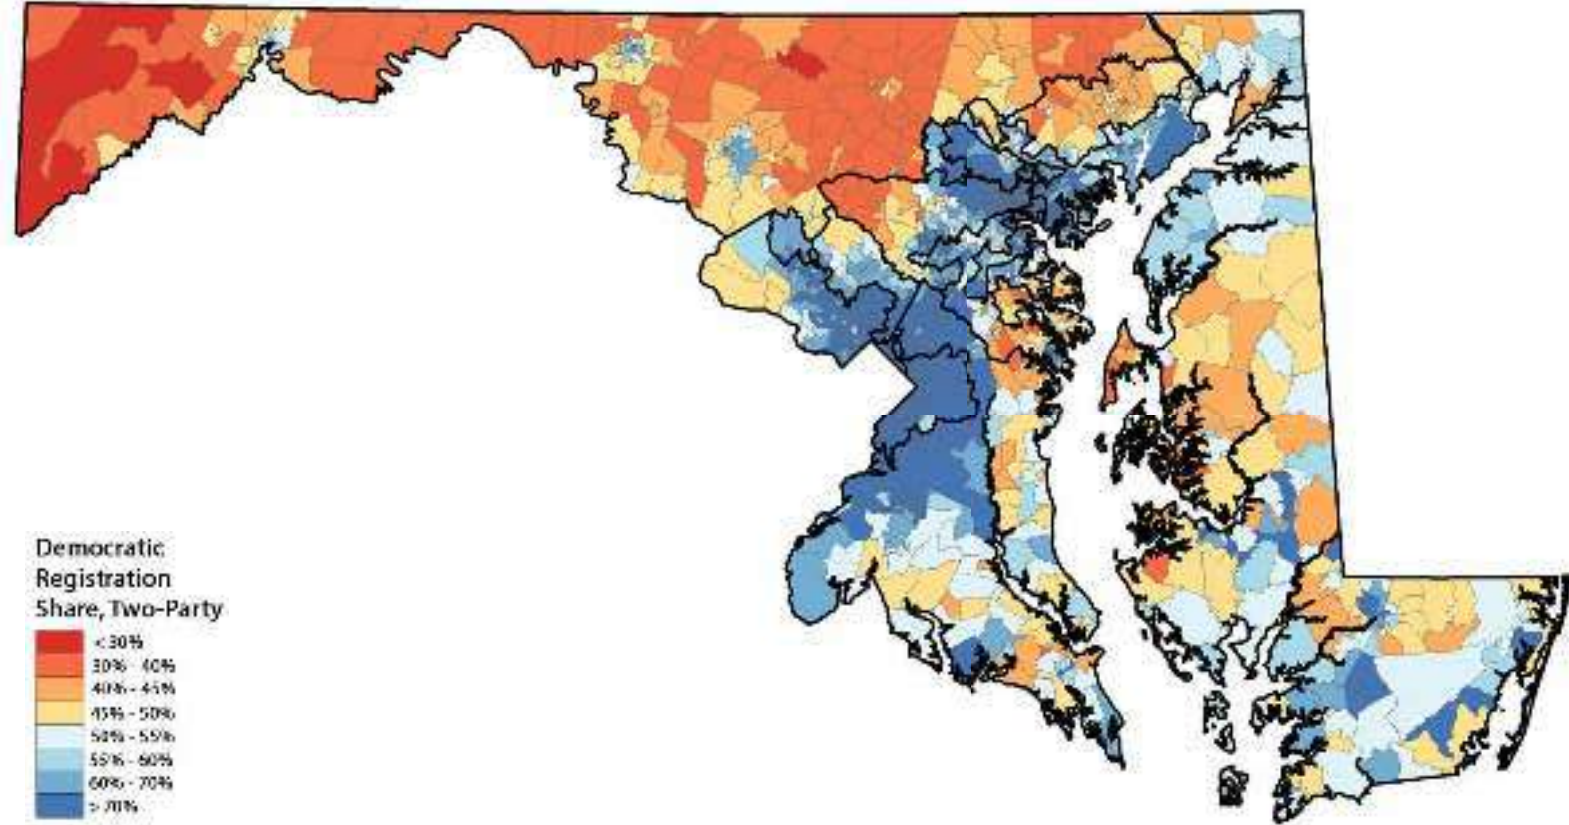 Democratic
Registration
Share, Two-Party
<30%
30% - 40%
40% - 45%
45% - 50%
50% - 55%
55% - 60%
60% - 70%
>70%